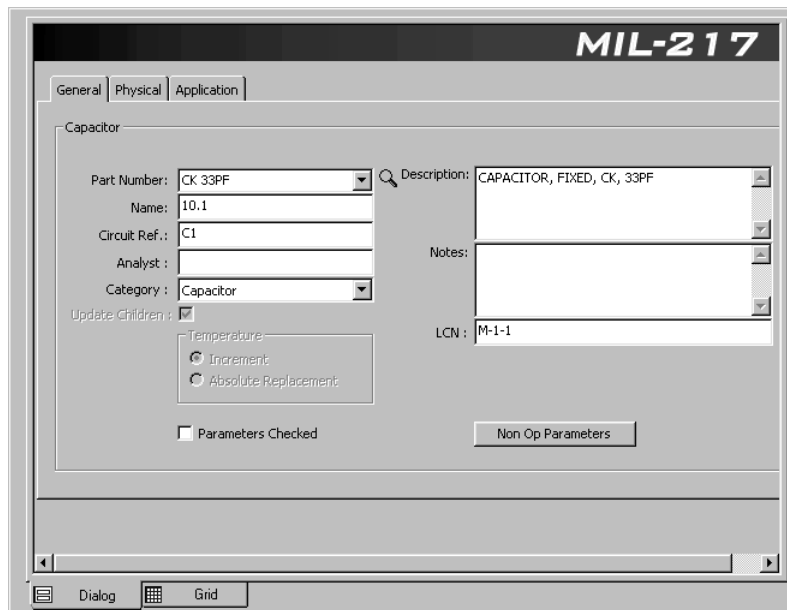 MIL-217
General Physical Application
Capacitor
Part Number: CK 33PF
Description: CAPACITOR, FIXED, CK, 33PF
Name: 10.1
Circuit Ref.: C1
Analyst :
Notes:
Category : Capacitor
Update Children :
LCN : M-1-1
Temperature
Increment
Absolute Replacement
Parameters Checked
Non Op Parameters
Dialog Grid